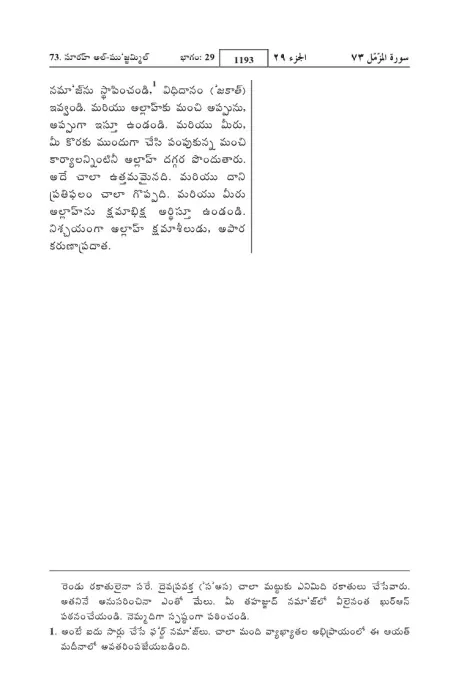 73. సూరహ్ అల్-ము'జ్జమ్మిల్ భాగం: 29 1193 الجزء ٢٩ سورة المزّمّل ٧٣
నమా'జ్‌ను స్థాపించండి,1 విధిదానం ('జకాత్)
ఇవ్వండి. మరియు అల్లాహ్‌కు మంచి అప్పును,
అప్పుగా ఇస్తూ ఉండండి. మరియు మీరు,
మీ కొరకు ముందుగా చేసి పంపుకున్న మంచి
కార్యాలన్నింటినీ అల్లాహ్ దగ్గర పొందుతారు.
అదే చాలా ఉత్తమమైనది. మరియు దాని
ప్రతిఫలం చాలా గొప్పది. మరియు మీరు
అల్లాహ్‌ను క్షమాభిక్ష అర్థిస్తూ ఉండండి.
నిశ్చయంగా అల్లాహ్ క్షమాశీలుడు, అపార
కరుణాప్రదాత.
రెండు రకాతులైనా సరే. దైవప్రవక్త ('స'అస) చాలా మట్టుకు ఎనిమిది రకాతులు చేసేవారు.
అతనినే అనుసరించినా ఎంతో మేలు. మీ తహజ్జుద్ నమా'జ్‌లో వీలైనంత ఖుర్ఆన్
పఠనంచేయండి. నెమ్మదిగా స్పష్టంగా పఠించండి.
1. అంటే ఐదు సార్లు చేసే ఫ'ర్ద్ నమా'జ్‌లు. చాలా మంది వ్యాఖ్యాతల అభిప్రాయంలో ఈ ఆయత్
మదీనాలో అవతరింపజేయబడింది.